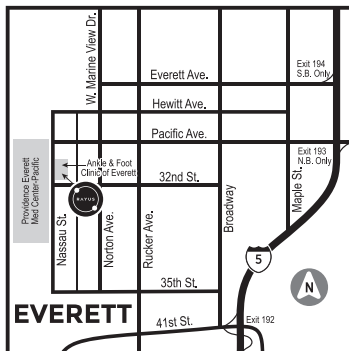 W. Marine View Dr.
Exit 194
S.B. Only
Everett Ave.
Hewitt Ave.
Pacific Ave.
Exit 193
N.B. Only
Providence Everett
Med Center-Pacific
Ankle & Foot
Clinic of Everett
32nd St.
RAYUS
Nassau St.
Norton Ave.
Rucker Ave.
Broadway
Maple St.
5
N
35th St.
EVERETT
41st St.
Exit 192